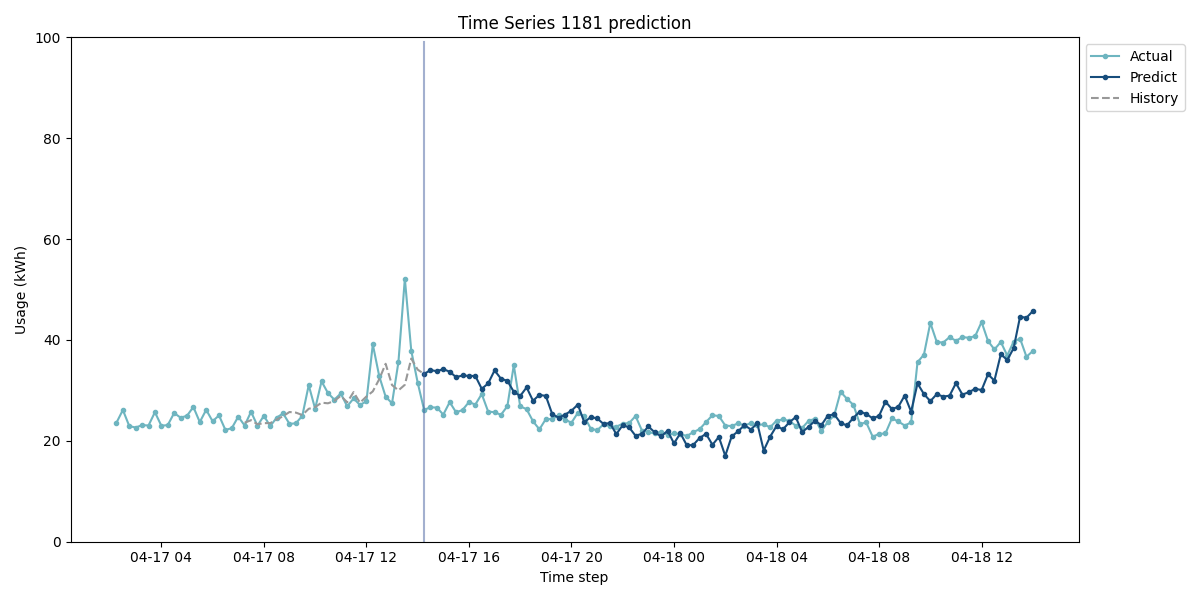 Time Series 1181 prediction
100
80
60
40
20
0
Usage (kWh)
04-17 04
04-17 08
04-17 12
04-17 16
04-17 20
04-18 00
04-18 04
04-18 08
04-18 12
Time step
Actual
Predict
History